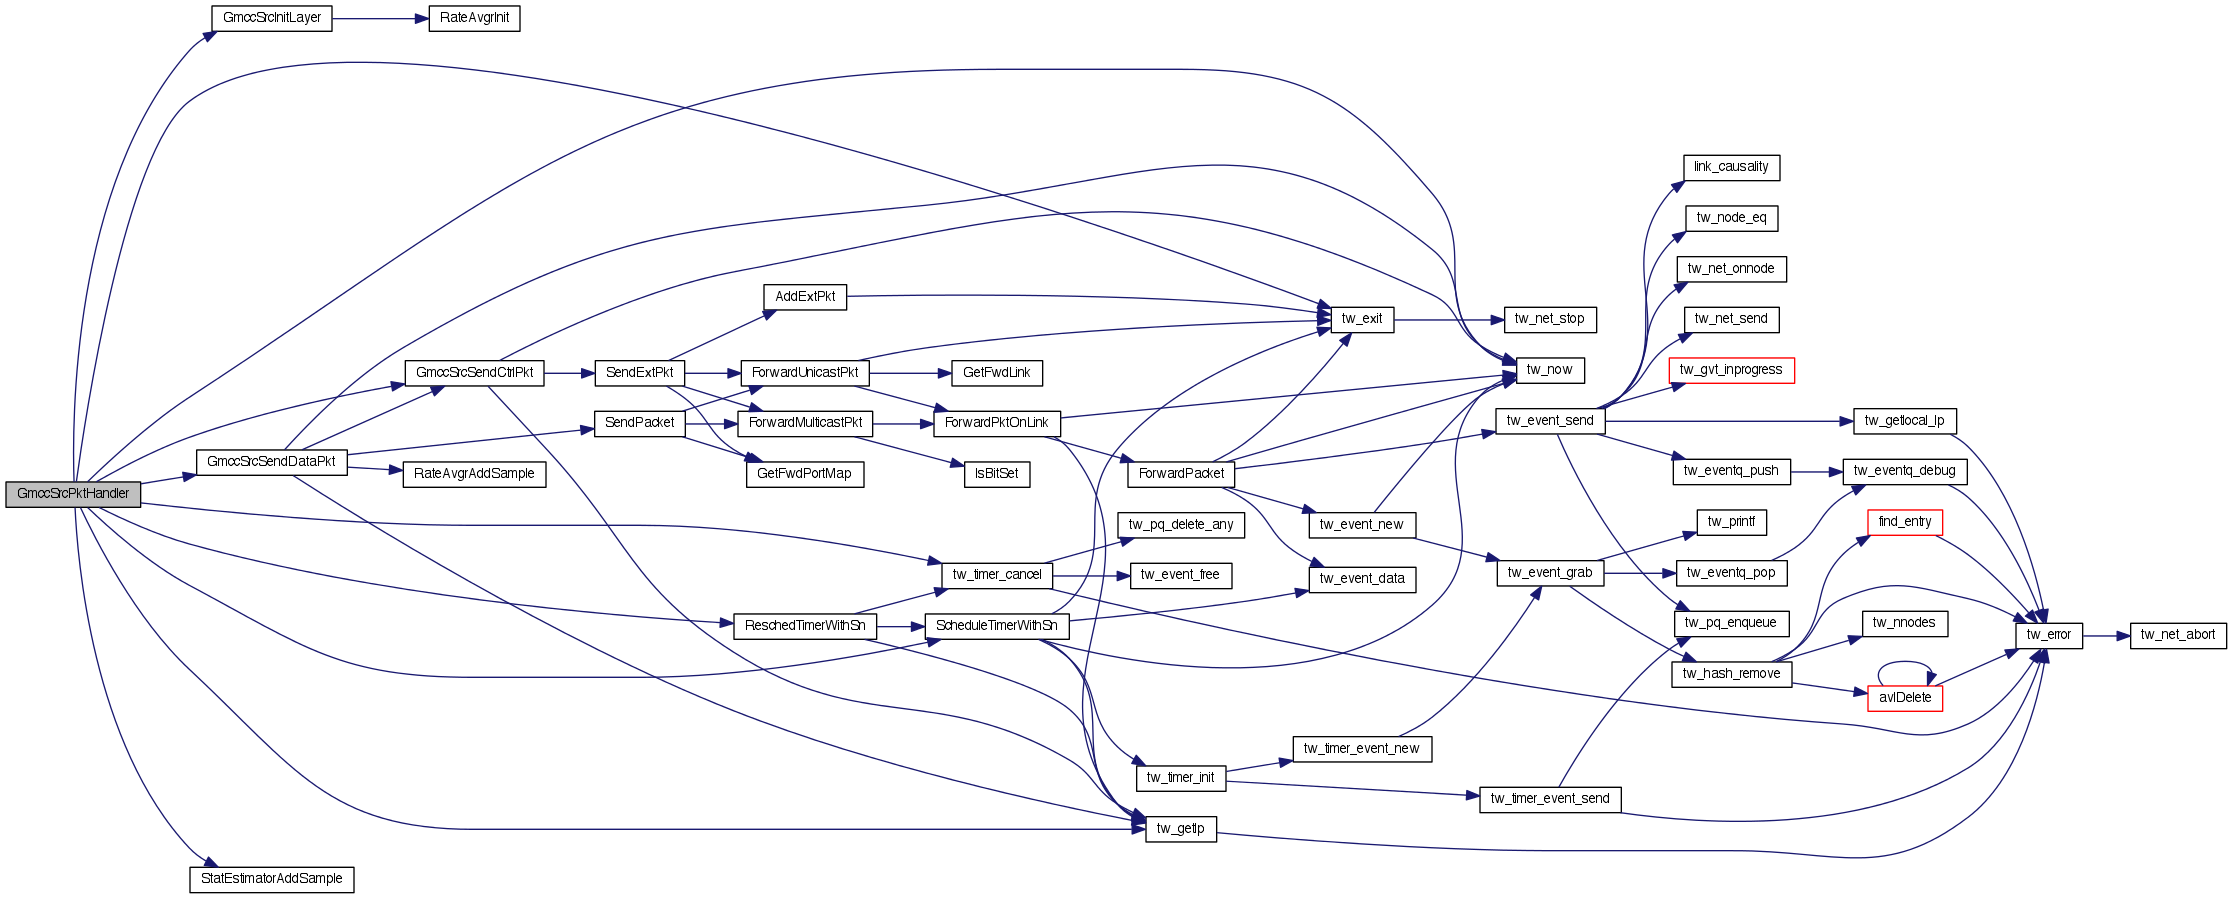 GmccSrcInitLayer
RateAvgrInit
link_causality
tw_node_eq
tw_net_onnode
AddExtPkt
tw_exit
tw_net_stop
tw_net_send
GmccSrcSendCtrlPkt
SendExtPkt
ForwardUnicastPkt
GetFwdLink
tw_now
tw_gvt_inprogress
SendPacket
ForwardMulticastPkt
ForwardPktOnLink
tw_event_send
tw_getlocal_lp
GmccSrcSendDataPkt
RateAvgrAddSample
GetFwdPortMap
IsBitSet
ForwardPacket
tw_eventq_push
tw_eventq_debug
GmccSrcPktHandler
tw_pq_delete_any
tw_event_new
tw_printf
find_entry
tw_timer_cancel
tw_event_free
tw_event_data
tw_event_grab
tw_eventq_pop
ReschedTimerWithSn
ScheduleTimerWithSn
tw_pq_enqueue
tw_nnodes
tw_error
tw_net_abort
tw_hash_remove
avlDelete
tw_timer_event_new
tw_timer_init
tw_timer_event_send
tw_getlp
StatEstimatorAddSample